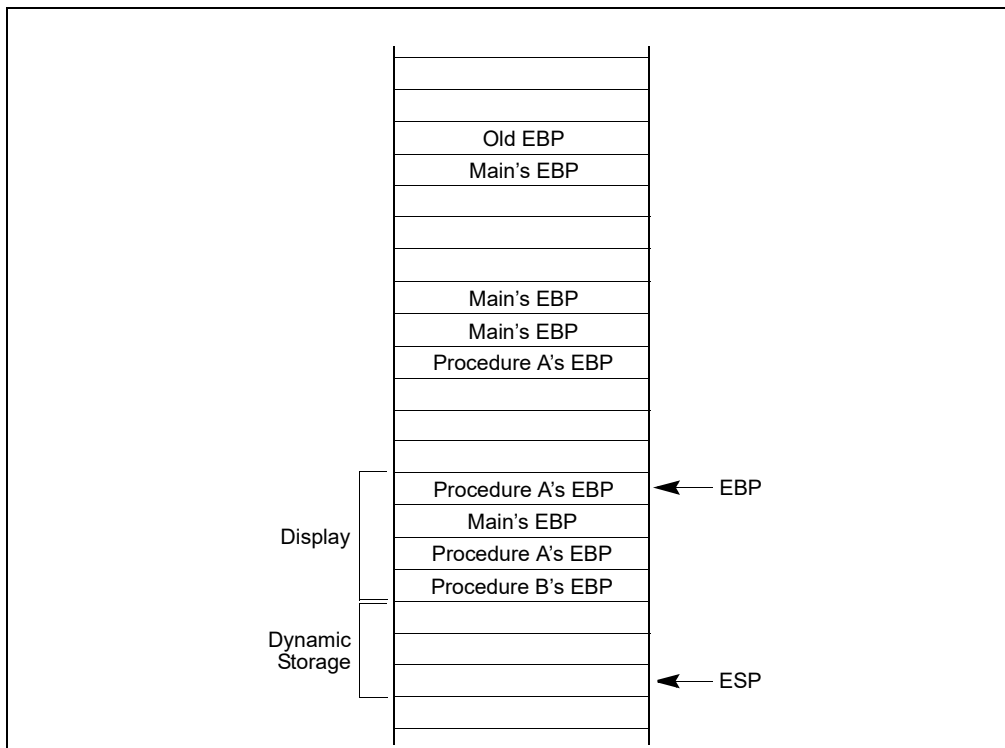 Old EBP
Main’s EBP
Main’s EBP
Main’s EBP
Procedure A’s EBP
Procedure A’s EBP
EBP
Main’s EBP
Display
Procedure A’s EBP
Procedure B’s EBP
Dynamic
Storage
ESP